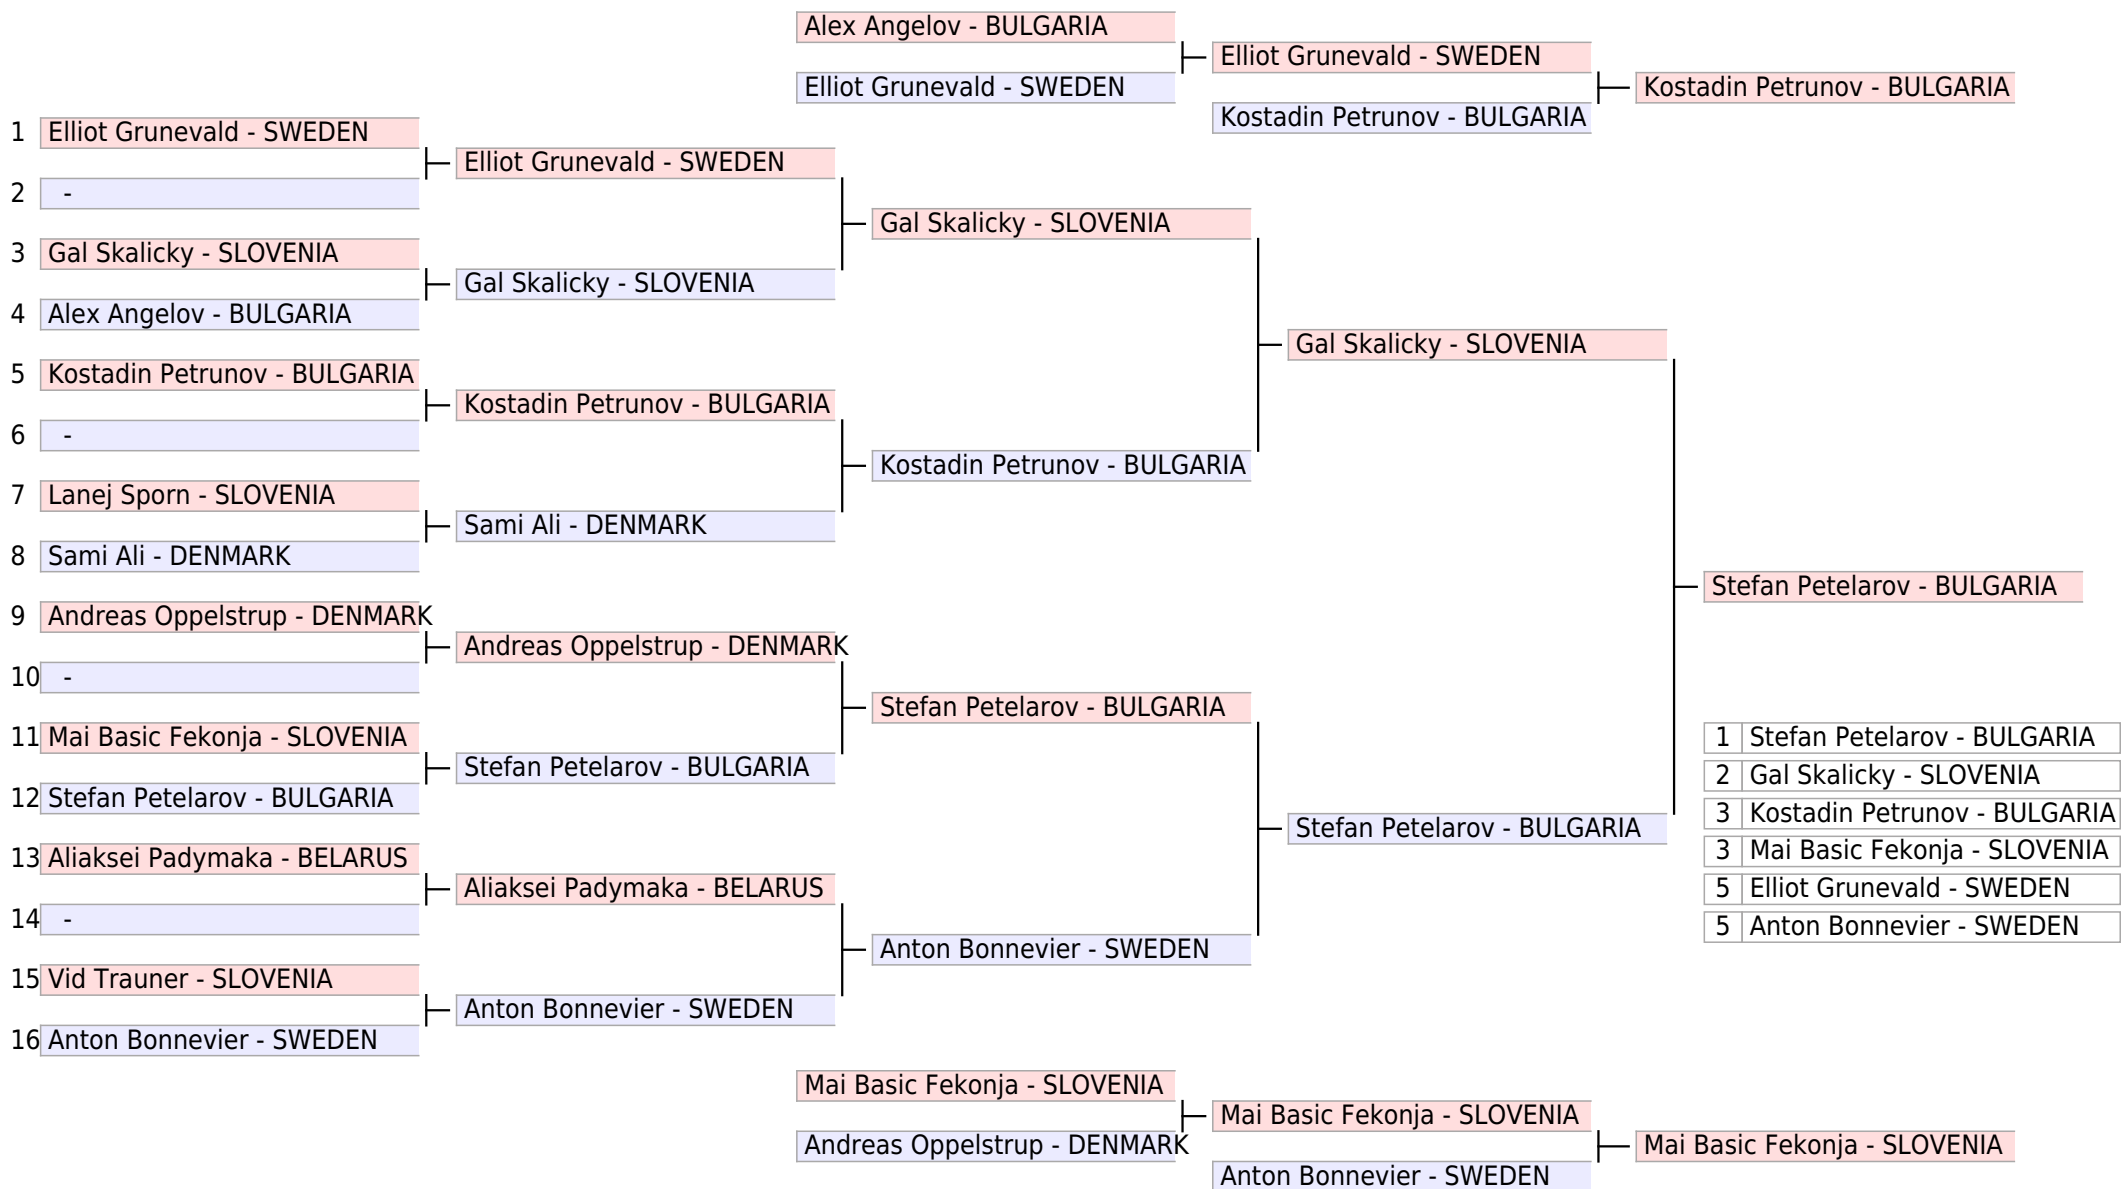 Alex Angelov - BULGARIA
Elliot Grunevald - SWEDEN
Elliot Grunevald - SWEDEN
Kostadin Petrunov - BULGARIA
Kostadin Petrunov - BULGARIA
1 Elliot Grunevald - SWEDEN
2 -
3 Gal Skalicky - SLOVENIA
4 Alex Angelov - BULGARIA
5 Kostadin Petrunov - BULGARIA
6 -
7 Lanej Sporn - SLOVENIA
8 Sami Ali - DENMARK
9 Andreas Oppelstrup - DENMARK
10 -
11 Mai Basic Fekonja - SLOVENIA
12 Stefan Petelarov - BULGARIA
13 Aliaksei Padymaka - BELARUS
14 -
15 Vid Trauner - SLOVENIA
16 Anton Bonnevier - SWEDEN
Elliot Grunevald - SWEDEN
Gal Skalicky - SLOVENIA
Kostadin Petrunov - BULGARIA
Sami Ali - DENMARK
Andreas Oppelstrup - DENMARK
Stefan Petelarov - BULGARIA
Aliaksei Padymaka - BELARUS
Anton Bonnevier - SWEDEN
Gal Skalicky - SLOVENIA
Kostadin Petrunov - BULGARIA
Stefan Petelarov - BULGARIA
Anton Bonnevier - SWEDEN
Gal Skalicky - SLOVENIA
Stefan Petelarov - BULGARIA
Stefan Petelarov - BULGARIA
1 Stefan Petelarov - BULGARIA
2 Gal Skalicky - SLOVENIA
3 Kostadin Petrunov - BULGARIA
3 Mai Basic Fekonja - SLOVENIA
5 Elliot Grunevald - SWEDEN
5 Anton Bonnevier - SWEDEN
Mai Basic Fekonja - SLOVENIA
Andreas Oppelstrup - DENMARK
Mai Basic Fekonja - SLOVENIA
Anton Bonnevier - SWEDEN
Mai Basic Fekonja - SLOVENIA